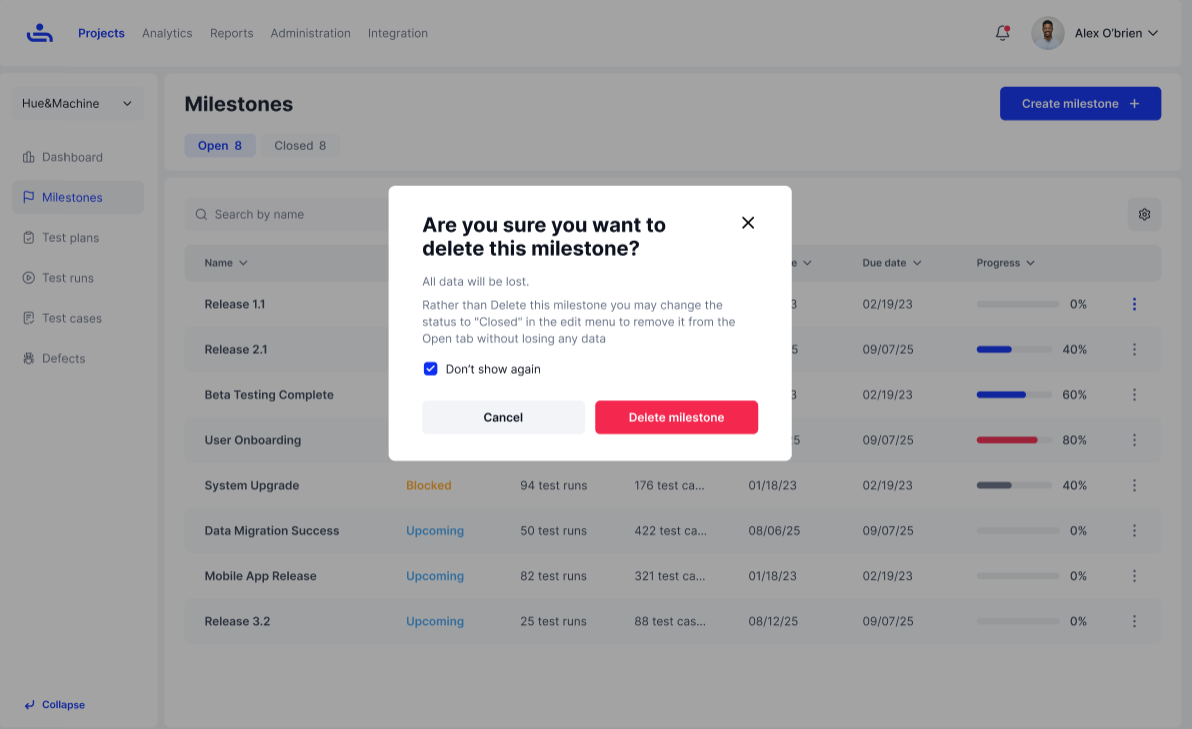 Projects Analytics Reports Administration Integration Alex O'brien
Hue&Machine
Dashboard
Milestones
Test plans
Test runs
Test cases
Defects
Collapse
Milestones
Create milestone +
Open 8 Closed 8
Search by name
Are you sure you want to
delete this milestone?
All data will be lost.
Rather than Delete this milestone you may change the
status to "Closed" in the edit menu to remove it from the
Open tab without losing any data
Don't show again
Cancel Delete milestone
Name Due date Progress
Release 1.1 02/19/23 0%
Release 2.1 09/07/25 40%
Beta Testing Complete 02/19/23 60%
User Onboarding 09/07/25 80%
System Upgrade Blocked 94 test runs 176 test ca... 01/18/23 02/19/23 40%
Data Migration Success Upcoming 50 test runs 422 test ca... 08/06/25 09/07/25 0%
Mobile App Release Upcoming 82 test runs 321 test ca... 01/18/23 02/19/23 0%
Release 3.2 Upcoming 25 test runs 88 test cas... 08/12/25 09/07/25 0%